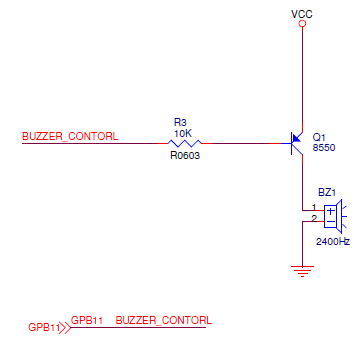 VCC
R3
10K
BUZZER_CONTORL
R0603
Q1
8550
BZ1
1
2
2400Hz
GPB11 GPB11 BUZZER_CONTORL